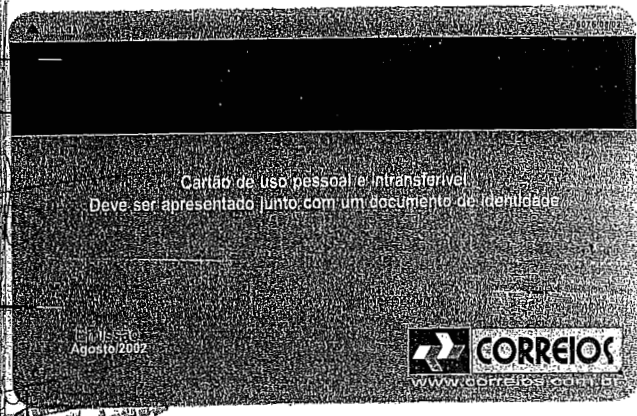 Cartão de uso pessoal e intransferível
Deve ser apresentado junto com um documento de identidade
Emissão
Agosto/2002
CORREIOS
www.correios.com.br